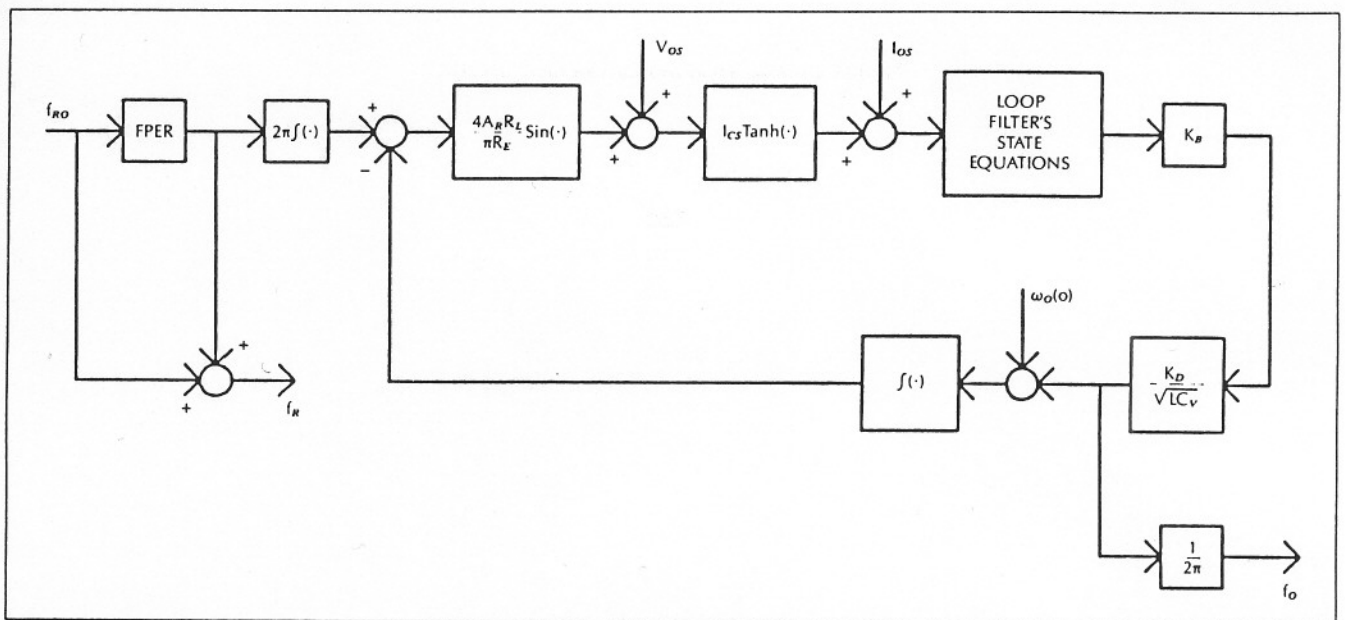 V_OS
I_OS
f_RO
FPER
2π∫(·)
+
−
4A_R R_L
πR_E
Sin(·)
+
+
I_CS Tanh(·)
+
+
LOOP
FILTER'S
STATE
EQUATIONS
K_B
ω_O(o)
+
+
f_R
∫(·)
K_D
√LC_V
1
2π
f_O